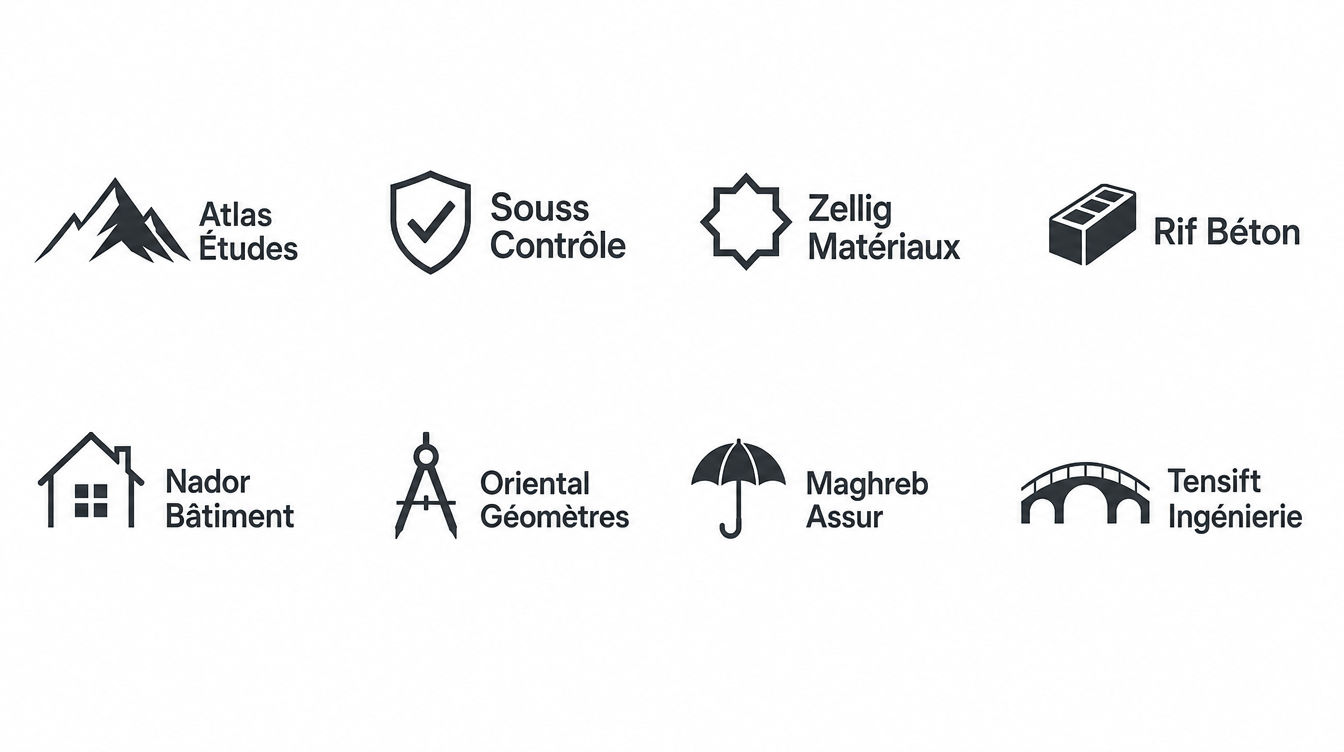 Atlas
Études
Souss
Contrôle
Zellig
Matériaux
Rif Béton
Nador
Bâtiment
Oriental
Géomètres
Maghreb
Assur
Tensift
Ingénierie